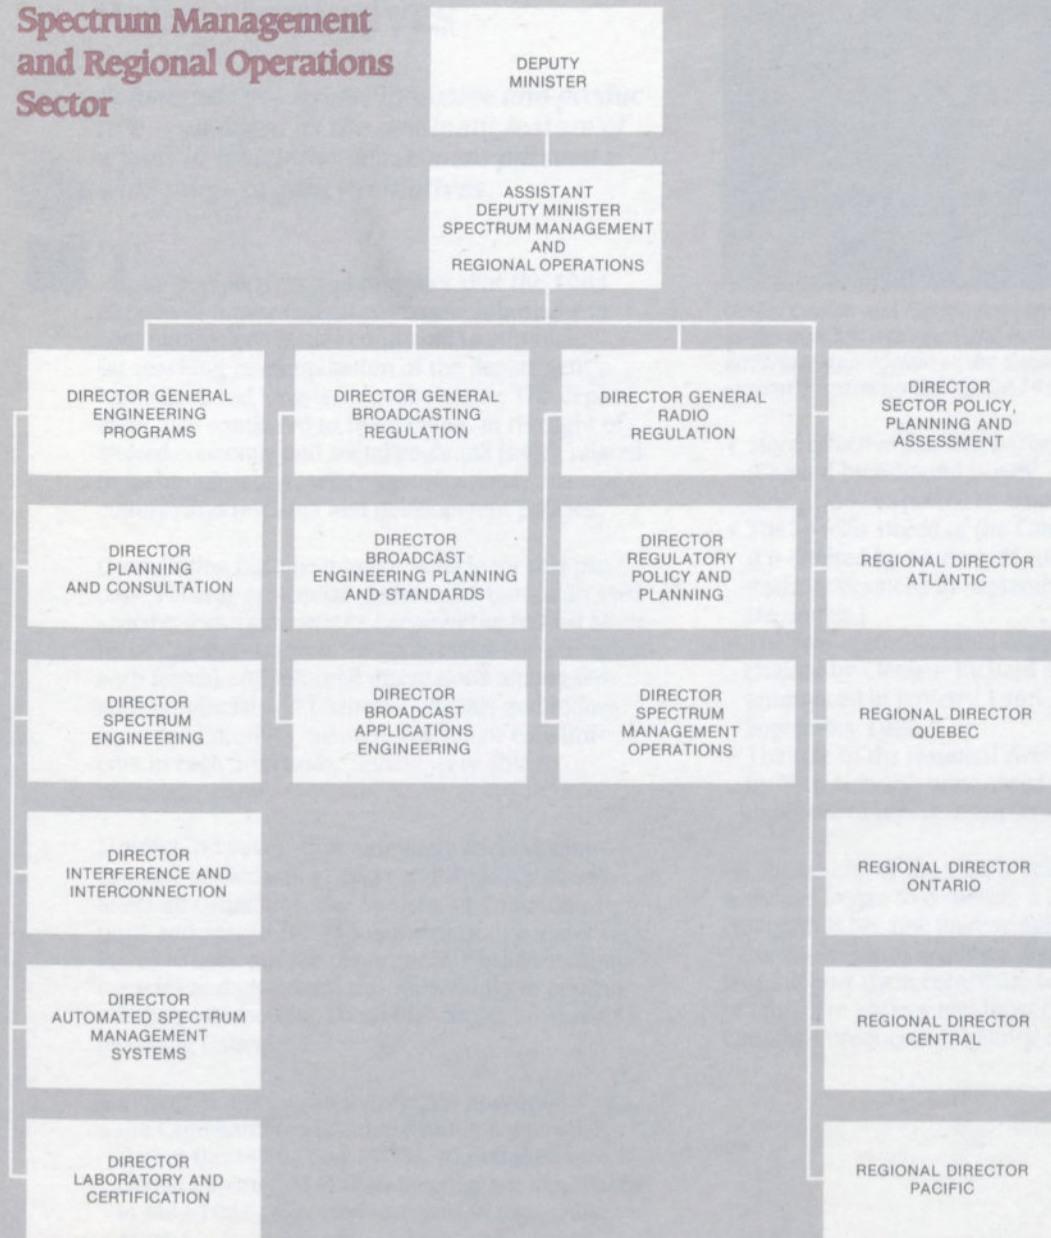 Spectrum Management
and Regional Operations
Sector
DEPUTY
MINISTER
ASSISTANT
DEPUTY MINISTER
SPECTRUM MANAGEMENT
AND
REGIONAL OPERATIONS
DIRECTOR GENERAL
ENGINEERING
PROGRAMS
DIRECTOR
PLANNING
AND CONSULTATION
DIRECTOR
SPECTRUM
ENGINEERING
DIRECTOR
INTERFERENCE AND
INTERCONNECTION
DIRECTOR
AUTOMATED SPECTRUM
MANAGEMENT
SYSTEMS
DIRECTOR
LABORATORY AND
CERTIFICATION
DIRECTOR GENERAL
BROADCASTING
REGULATION
DIRECTOR
BROADCAST
ENGINEERING PLANNING
AND STANDARDS
DIRECTOR
BROADCAST
APPLICATIONS
ENGINEERING
DIRECTOR GENERAL
RADIO
REGULATION
DIRECTOR
REGULATORY
POLICY AND
PLANNING
DIRECTOR
SPECTRUM
MANAGEMENT
OPERATIONS
DIRECTOR
SECTOR POLICY,
PLANNING AND
ASSESSMENT
REGIONAL DIRECTOR
ATLANTIC
REGIONAL DIRECTOR
QUEBEC
REGIONAL DIRECTOR
ONTARIO
REGIONAL DIRECTOR
CENTRAL
REGIONAL DIRECTOR
PACIFIC